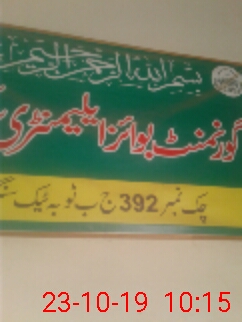 بسم اللہ الرحمن الرحیم
گورنمنٹ بوائز ایلیمنٹری
چک نمبر 392 ج ب ٹوبہ ٹیک
23-10-19 10:15